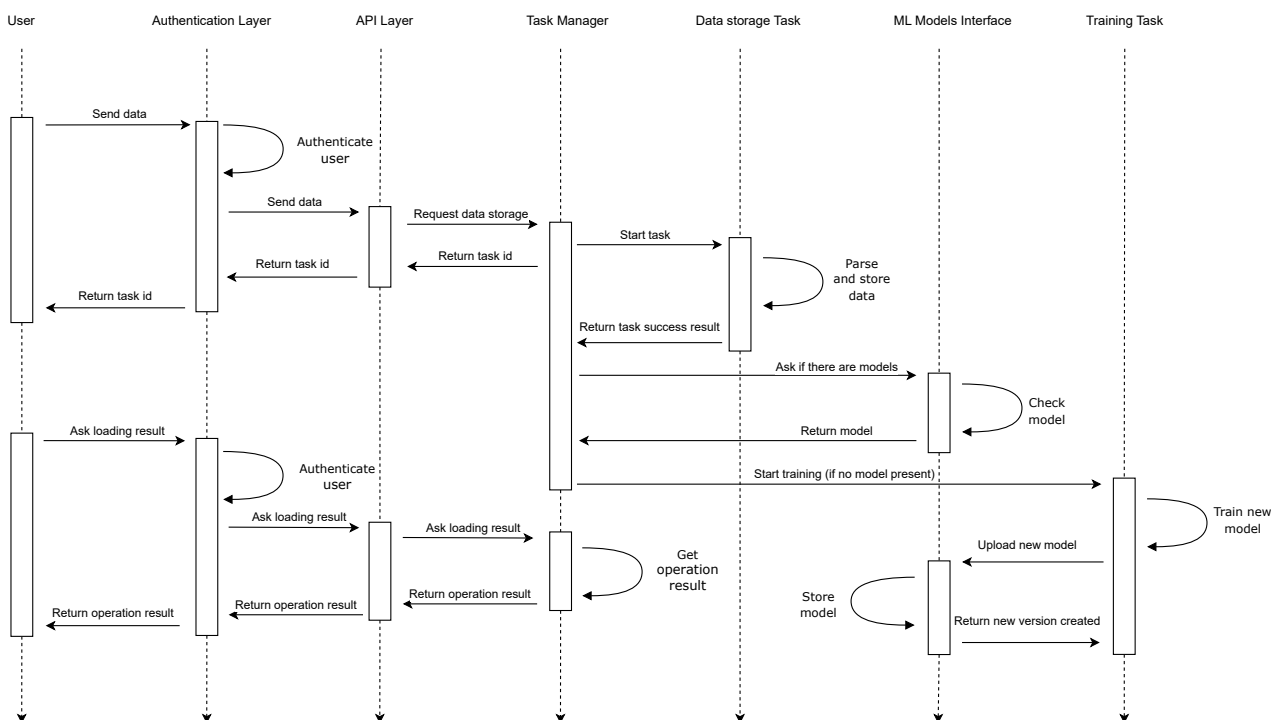 User
Authentication Layer
API Layer
Task Manager
Data storage Task
ML Models Interface
Training Task
Send data
Authenticate
user
Send data
Request data storage
Start task
Return task id
Return task id
Return task id
Parse
and store
data
Return task success result
Ask if there are models
Check
model
Return model
Ask loading result
Authenticate
user
Start training (if no model present)
Ask loading result
Ask loading result
Train new
model
Upload new model
Get
operation
result
Store
model
Return operation result
Return operation result
Return operation result
Return new version created